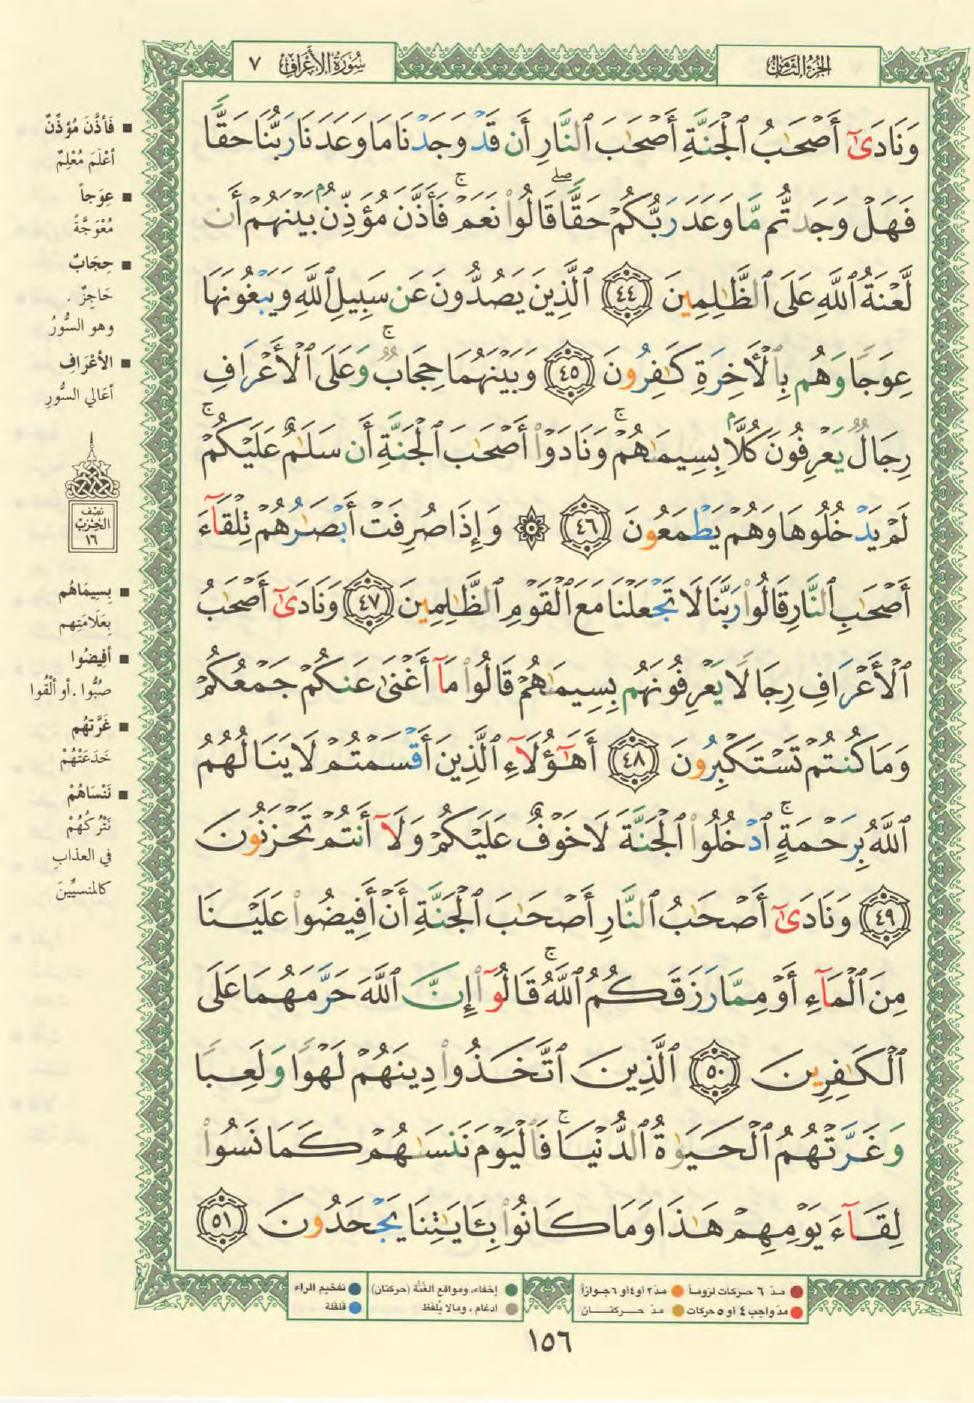 الجزء الثامن
سورة الأعراف ٧
وَنَادَىٰٓ أَصْحَٰبُ ٱلْجَنَّةِ أَصْحَٰبَ ٱلنَّارِ أَن قَدْ وَجَدْنَا مَا وَعَدَنَا رَبُّنَا حَقًّا
فَهَلْ وَجَدتُّم مَّا وَعَدَ رَبُّكُمْ حَقًّا ۖ قَالُوا۟ نَعَمْ ۚ فَأَذَّنَ مُؤَذِّنٌۢ بَيْنَهُمْ أَن
لَّعْنَةُ ٱللَّهِ عَلَى ٱلظَّٰلِمِينَ ﴿٤٤﴾ ٱلَّذِينَ يَصُدُّونَ عَن سَبِيلِ ٱللَّهِ وَيَبْغُونَهَا
عِوَجًا وَهُم بِٱلْءَاخِرَةِ كَٰفِرُونَ ﴿٤٥﴾ وَبَيْنَهُمَا حِجَابٌ ۚ وَعَلَى ٱلْأَعْرَافِ
رِجَالٌ يَعْرِفُونَ كُلًّۢا بِسِيمَىٰهُمْ ۚ وَنَادَوْا۟ أَصْحَٰبَ ٱلْجَنَّةِ أَن سَلَٰمٌ عَلَيْكُمْ ۚ
لَمْ يَدْخُلُوهَا وَهُمْ يَطْمَعُونَ ﴿٤٦﴾ ۞ وَإِذَا صُرِفَتْ أَبْصَٰرُهُمْ تِلْقَآءَ
أَصْحَٰبِ ٱلنَّارِ قَالُوا۟ رَبَّنَا لَا تَجْعَلْنَا مَعَ ٱلْقَوْمِ ٱلظَّٰلِمِينَ ﴿٤٧﴾ وَنَادَىٰٓ أَصْحَٰبُ
ٱلْأَعْرَافِ رِجَالًا يَعْرِفُونَهُم بِسِيمَىٰهُمْ قَالُوا۟ مَآ أَغْنَىٰ عَنكُمْ جَمْعُكُمْ
وَمَا كُنتُمْ تَسْتَكْبِرُونَ ﴿٤٨﴾ أَهَٰٓؤُلَآءِ ٱلَّذِينَ أَقْسَمْتُمْ لَا يَنَالُهُمُ
ٱللَّهُ بِرَحْمَةٍ ۚ ٱدْخُلُوا۟ ٱلْجَنَّةَ لَا خَوْفٌ عَلَيْكُمْ وَلَآ أَنتُمْ تَحْزَنُونَ
﴿٤٩﴾ وَنَادَىٰٓ أَصْحَٰبُ ٱلنَّارِ أَصْحَٰبَ ٱلْجَنَّةِ أَنْ أَفِيضُوا۟ عَلَيْنَا
مِنَ ٱلْمَآءِ أَوْ مِمَّا رَزَقَكُمُ ٱللَّهُ ۚ قَالُوٓا۟ إِنَّ ٱللَّهَ حَرَّمَهُمَا عَلَى
ٱلْكَٰفِرِينَ ﴿٥٠﴾ ٱلَّذِينَ ٱتَّخَذُوا۟ دِينَهُمْ لَهْوًا وَلَعِبًا
وَغَرَّتْهُمُ ٱلْحَيَوٰةُ ٱلدُّنْيَا ۚ فَٱلْيَوْمَ نَنسَىٰهُمْ كَمَا نَسُوا۟
لِقَآءَ يَوْمِهِمْ هَٰذَا وَمَا كَانُوا۟ بِـَٔايَٰتِنَا يَجْحَدُونَ ﴿٥١﴾
▪ فَأَذَّنَ مُؤَذِّنٌ
أَعْلَمَ مُعْلِمٌ
▪ عِوَجاً
مُعْوَجَّةً
▪ حِجَابٌ
حَاجِزٌ .
وهو السُّورُ
▪ الأعْرَافِ
أعَالي السُّورِ
نصف
الحزب
١٦
▪ بِسِيمَاهُم
بِعَلَامَتِهِم
▪ أفِيضُوا
صُبُّوا . أو ألْقُوا
▪ غَرَّتهُم
خَدَعَتْهُمْ
▪ نَنْسَاهُمْ
نَتْرُكُهُمْ
في العذابِ
كالمنسيِّينَ
مدّ ٦ حركات لزوماً
مدّ ٢ أو ٤ أو ٦ جوازاً
مدّ واجب ٤ أو ٥ حركات
مدّ حركتان
إخفاء، ومواقع الغُنَّة (حركتان)
ادغام ، ومالا يُلفظ
تفخيم الراء
قلقلة
١٥٦